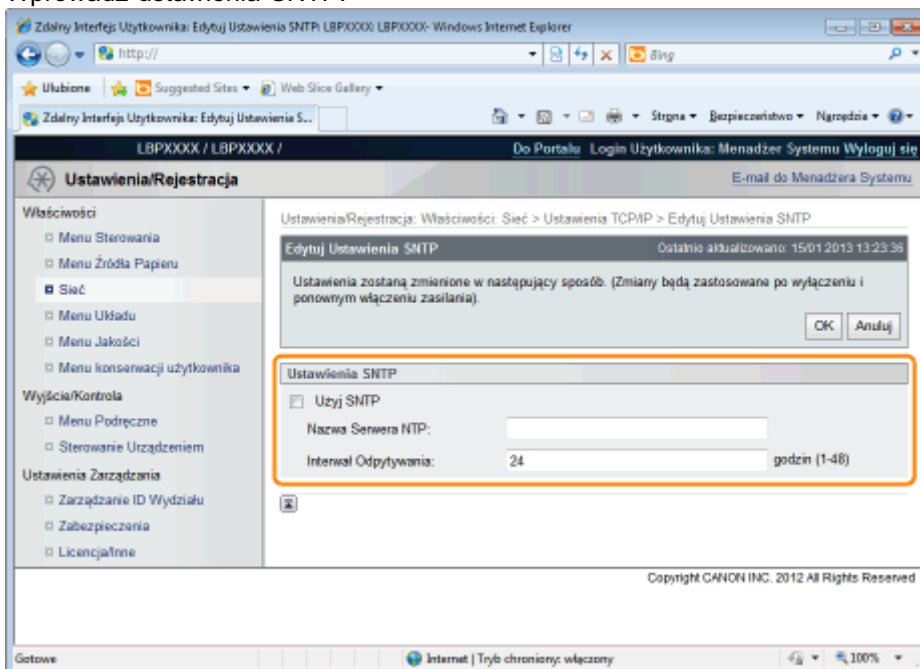 Zdalny Interfejs Użytkownika: Edytuj Ustawienia SNTP: LBPXXXX: LBPXXXX- Windows Internet Explorer
http://
Bing
Ulubione Suggested Sites Web Slice Gallery
Zdalny Interfejs Użytkownika: Edytuj Ustawienia S...
Strona Bezpieczeństwo Narzędzia
LBPXXXX / LBPXXXX /
Do Portalu Login Użytkownika: Menadżer Systemu Wyloguj się
Ustawienia/Rejestracja
E-mail do Menadżera Systemu
Właściwości
Menu Sterowania
Menu Źródła Papieru
Sieć
Menu Układu
Menu Jakości
Menu konserwacji użytkownika
Wyjście/Kontrola
Menu Podręczne
Sterowanie Urządzeniem
Ustawienia Zarządzania
Zarządzanie ID Wydziału
Zabezpieczenia
Licencja/Inne
Ustawienia/Rejestracja: Właściwości: Sieć > Ustawienia TCP/IP > Edytuj Ustawienia SNTP
Edytuj Ustawienia SNTP
Ostatnio aktualizowano: 15/01 2013 13:23:36
Ustawienia zostaną zmienione w następujący sposób. (Zmiany będą zastosowane po wyłączeniu i
ponownym włączeniu zasilania).
OK Anuluj
Ustawienia SNTP
Użyj SNTP
Nazwa Serwera NTP:
Interwał Odpytywania: 24 godzin (1-48)
Copyright CANON INC. 2012 All Rights Reserved
Gotowe
Internet | Tryb chroniony: włączony
100%